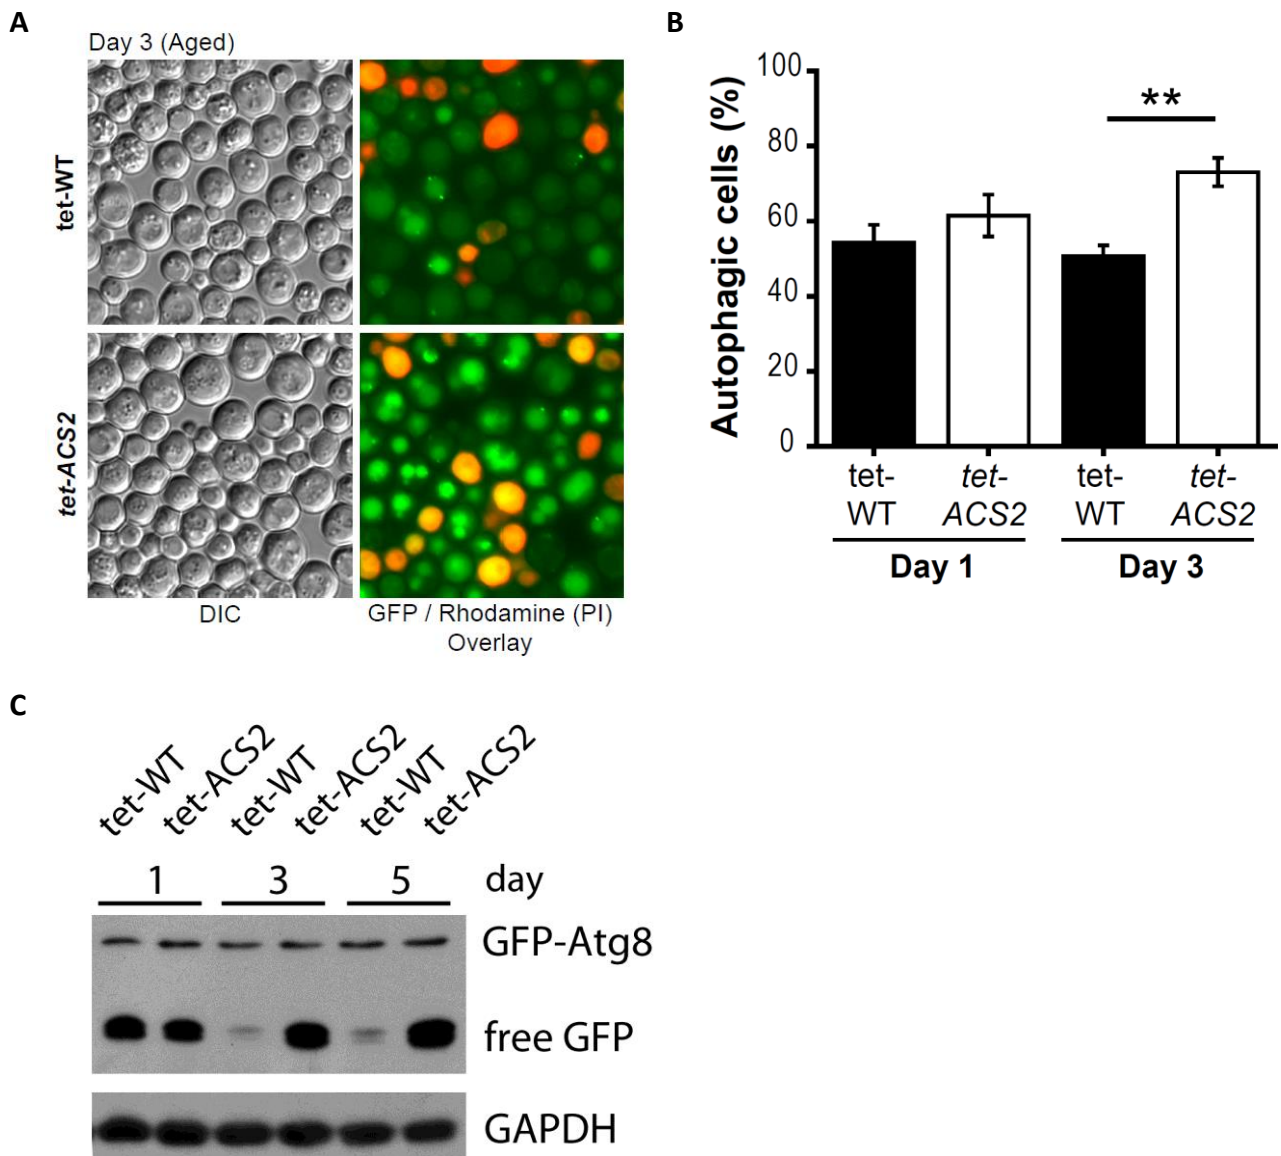 A
Day 3 (Aged)
tet-WT
tet-ACS2
DIC
GFP / Rhodamine (PI)
Overlay
B
Autophagic cells (%)
100
80
60
40
20
0
**
tet-
WT
tet-
ACS2
tet-
WT
tet-
ACS2
Day 1
Day 3
C
tet-WT
tet-ACS2
tet-WT
tet-ACS2
tet-WT
tet-ACS2
1 3 5 day
GFP-Atg8
free GFP
GAPDH